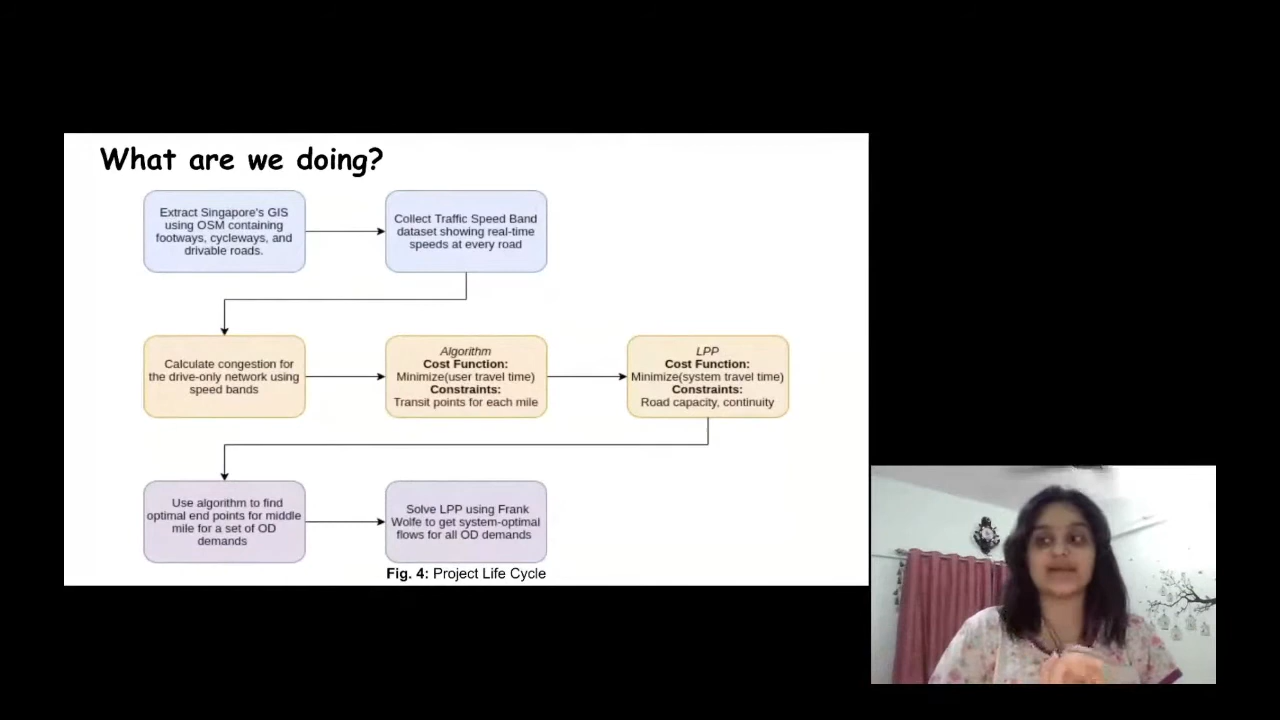 What are we doing?
Extract Singapore's GIS
using OSM containing
footways, cycleways, and
drivable roads.
Collect Traffic Speed Band
dataset showing real-time
speeds at every road
Calculate congestion for
the drive-only network using
speed bands
Algorithm
Cost Function:
Minimize(user travel time)
Constraints:
Transit points for each mile
LPP
Cost Function:
Minimize(system travel time)
Constraints:
Road capacity, continuity
Use algorithm to find
optimal end points for middle
mile for a set of OD
demands
Solve LPP using Frank
Wolfe to get system-optimal
flows for all OD demands
Fig. 4: Project Life Cycle